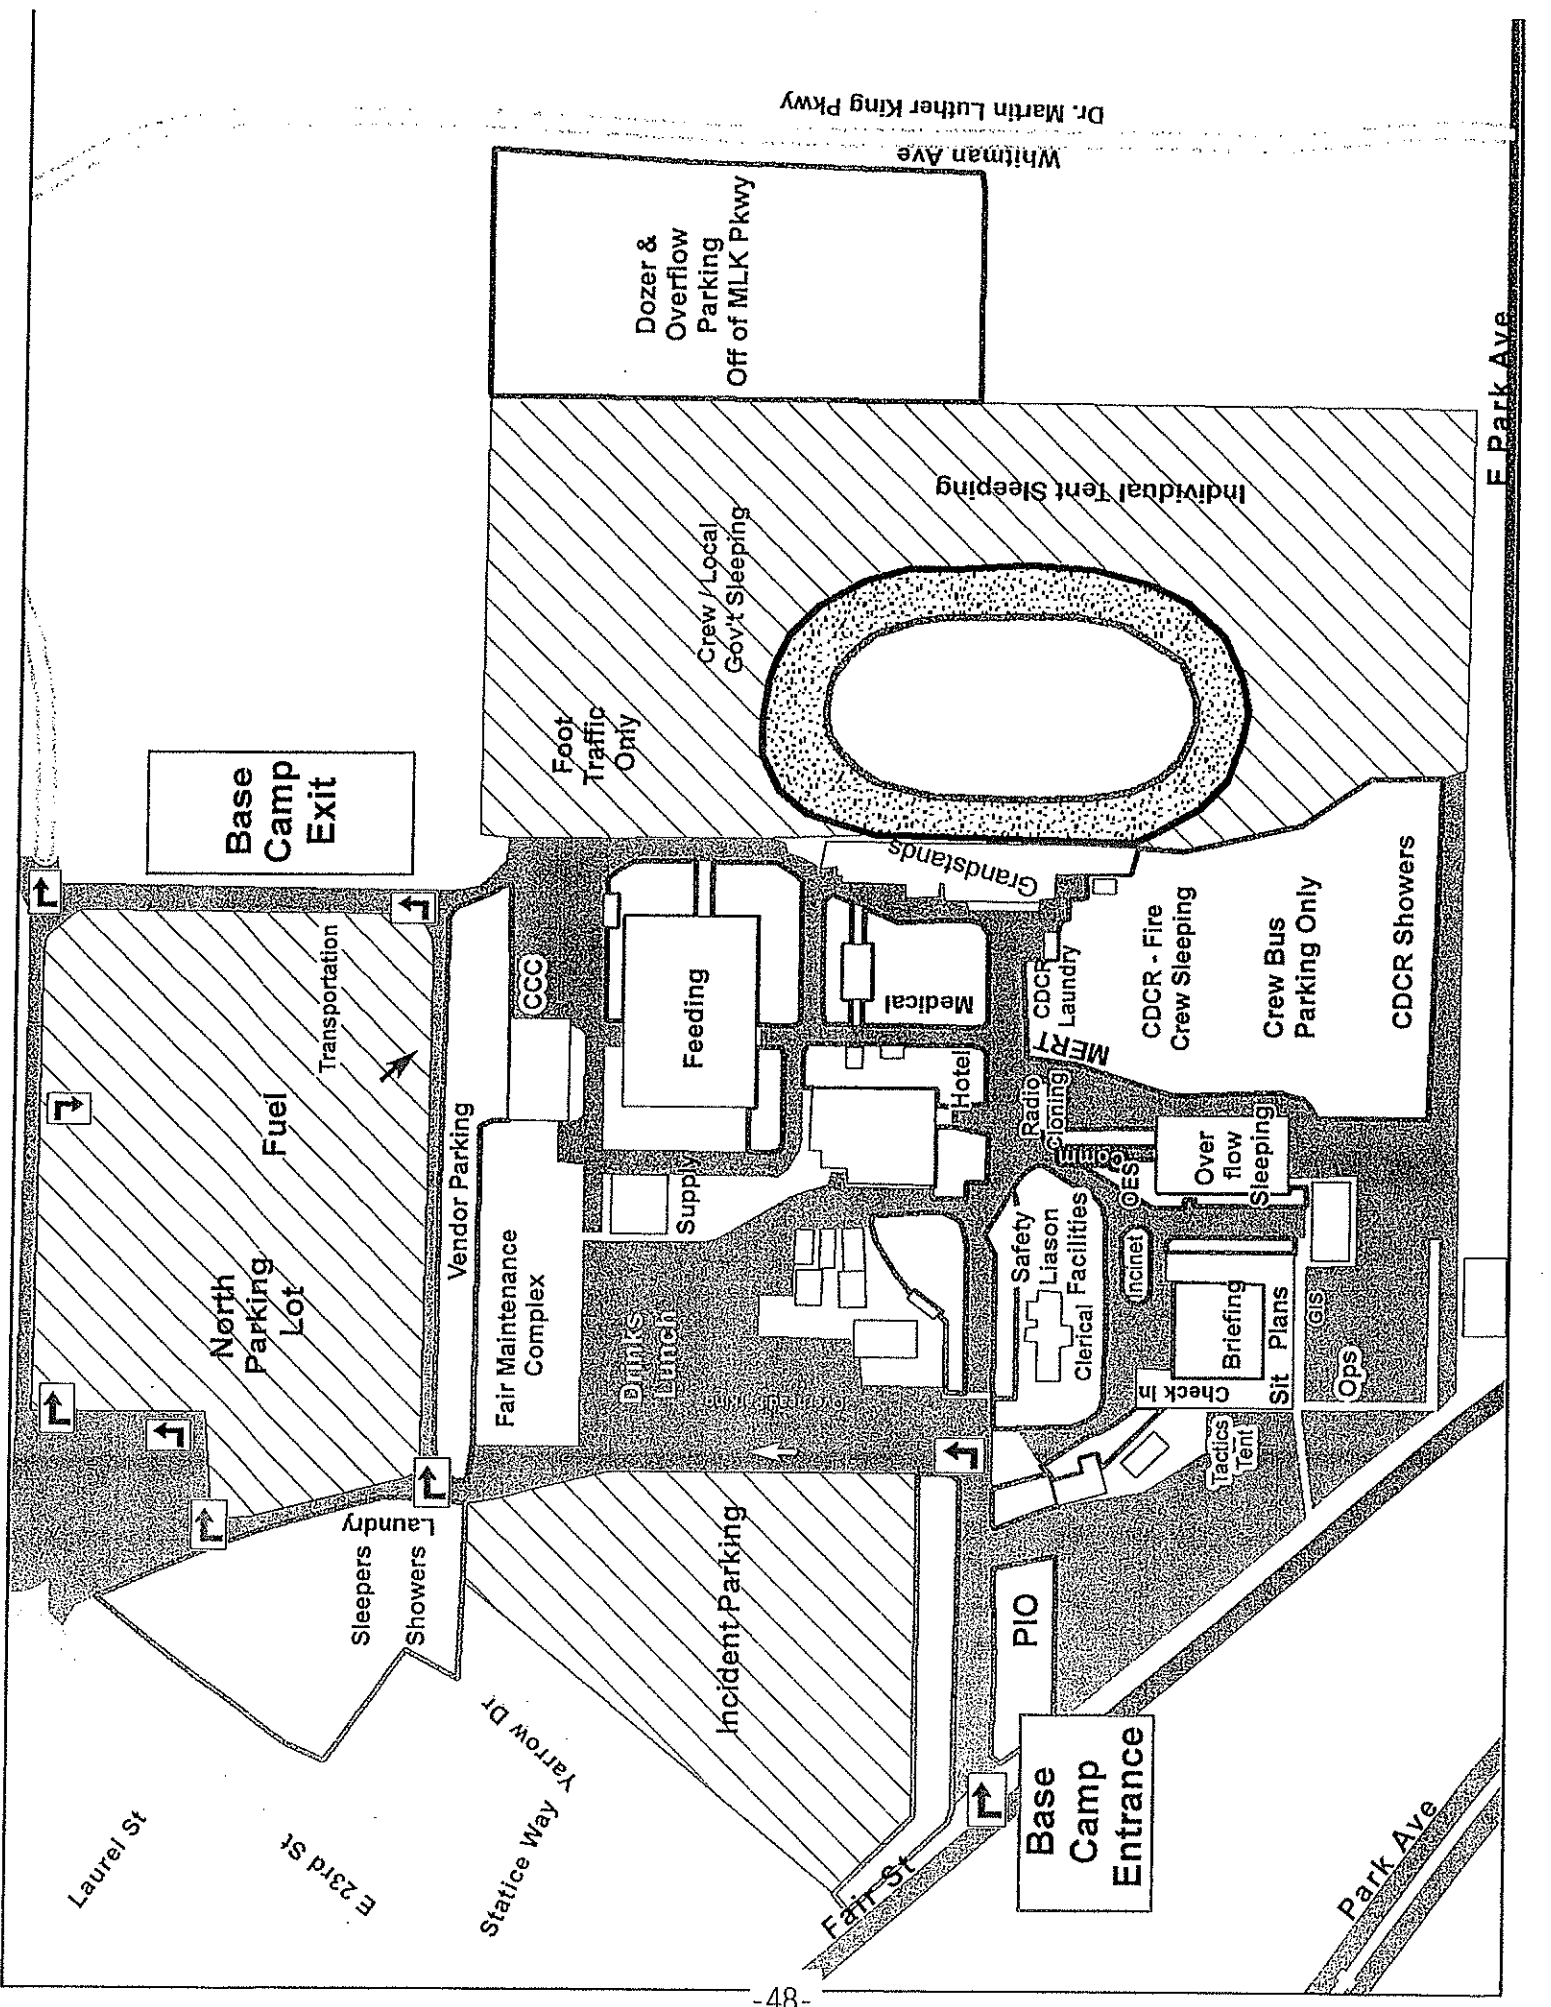 Laurel St
E 23rd St
Statice Way
Yarrow Dr
Sleepers
Showers
Laundry
North
Parking
Lot
Fuel
Transportation
Base
Camp
Exit
Vendor Parking
Fair Maintenance
Complex
CCC
Drinks
Lunch
Supply
Feeding
Foot
Traffic
Only
Crew / Local
Gov't Sleeping
Dozer &
Overflow
Parking
Off of MLK Pkwy
Dr. Martin Luther King Pkwy
Whitman Ave
Individual Tent Sleeping
Incident Parking
Medical
Grandstands
Hotel
Fair St
PIO
Base
Camp
Entrance
Safety
Liason
Facilities
Clerical
Radio
Cloning
Comm
OES
MERT
CDCR
Laundry
CDCR - Fire
Crew Sleeping
Crew Bus
Parking Only
CDCR Showers
Incinet
Over
flow
Sleeping
Check In
Briefing
Sit Plans
GIS
Ops
Tactics
Tent
Park Ave
E Park Ave
-48-